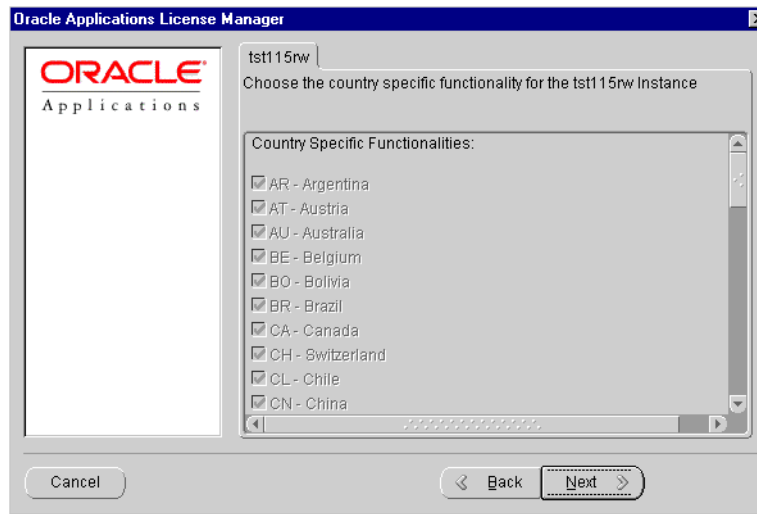 Oracle Applications License Manager
ORACLE
Applications
tst115rw
Choose the country specific functionality for the tst115rw Instance
Country Specific Functionalities:
AR - Argentina
AT - Austria
AU - Australia
BE - Belgium
BO - Bolivia
BR - Brazil
CA - Canada
CH - Switzerland
CL - Chile
CN - China
Cancel
Back
Next